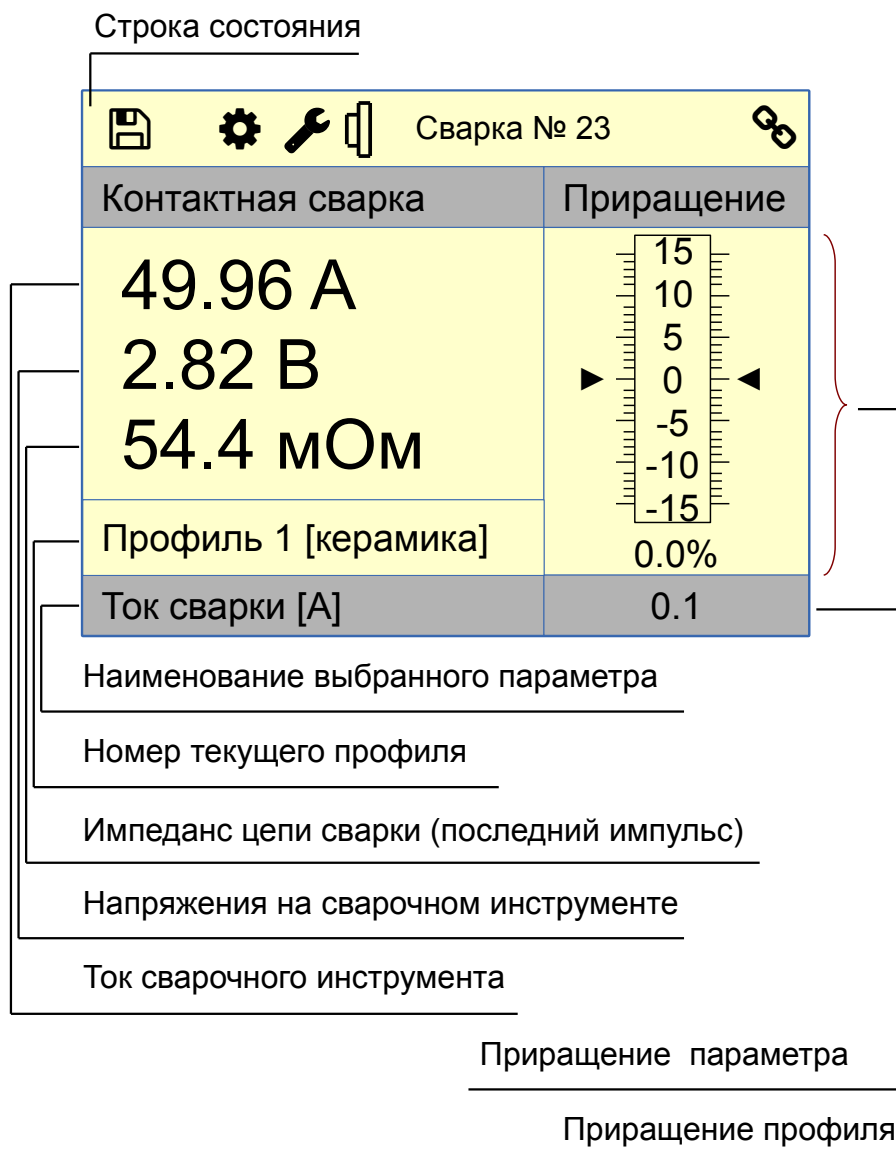 Строка состояния
Сварка № 23
Контактная сварка
Приращение
49.96 А
2.82 В
54.4 мОм
15
10
5
0
-5
-10
-15
0.0%
Профиль 1 [керамика]
Ток сварки [А]
0.1
Наименование выбранного параметра
Номер текущего профиля
Импеданс цепи сварки (последний импульс)
Напряжения на сварочном инструменте
Ток сварочного инструмента
Приращение параметра
Приращение профиля